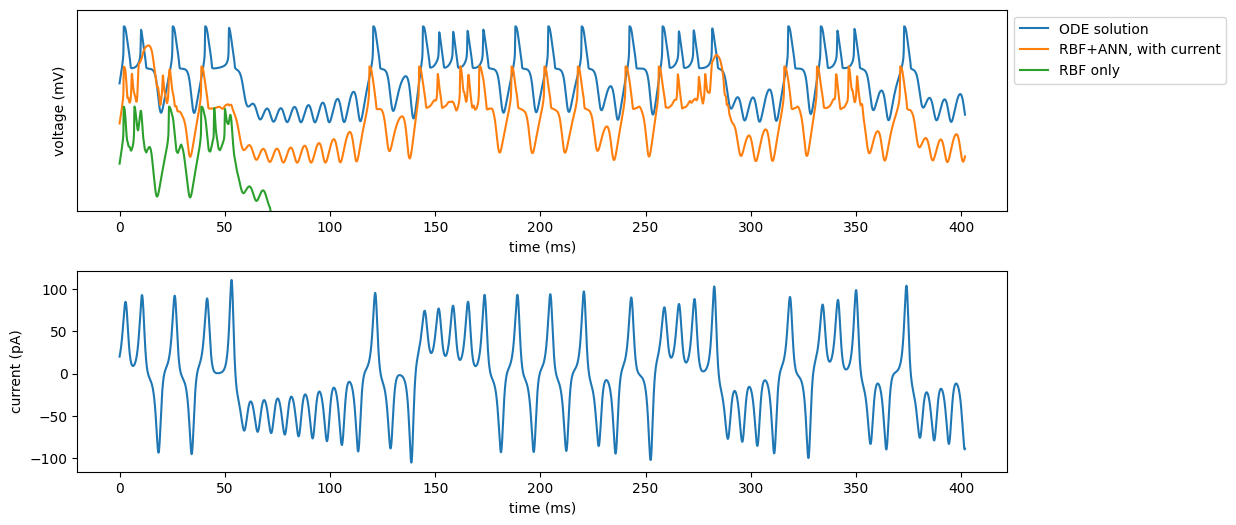 voltage (mV)
0 50 100 150 200 250 300 350 400
time (ms)
ODE solution
RBF+ANN, with current
RBF only
current (pA)
100
50
0
−50
−100
0 50 100 150 200 250 300 350 400
time (ms)